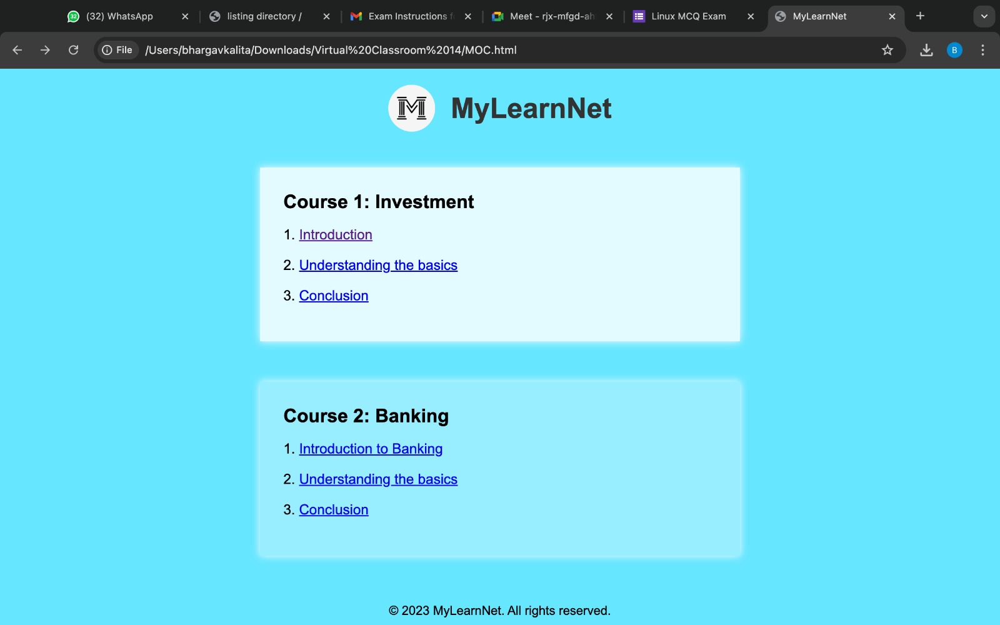 32
(32) WhatsApp
listing directory /
Exam Instructions f
Meet - rjx-mfgd-ah
Linux MCQ Exam
MyLearnNet
File
/Users/bhargavkalita/Downloads/Virtual%20Classroom%2014/MOC.html
B
M
MyLearnNet
Course 1: Investment
1. Introduction
2. Understanding the basics
3. Conclusion
Course 2: Banking
1. Introduction to Banking
2. Understanding the basics
3. Conclusion
© 2023 MyLearnNet. All rights reserved.